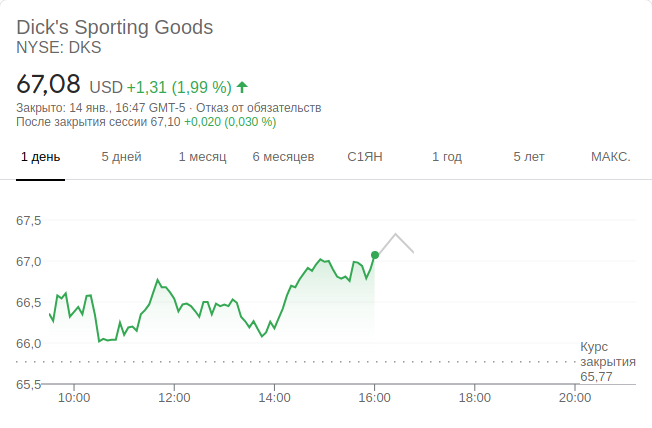 Dick's Sporting Goods
NYSE: DKS
67,08 USD +1,31 (1,99 %)
Закрыто: 14 янв., 16:47 GMT-5 · Отказ от обязательств
После закрытия сессии 67,10 +0,020 (0,030 %)
1 день 5 дней 1 месяц 6 месяцев С1ЯН 1 год 5 лет МАКС.
67,5
67,0
66,5
66,0
Курс
закрытия
65,77
65,5
10:00 12:00 14:00 16:00 18:00 20:00